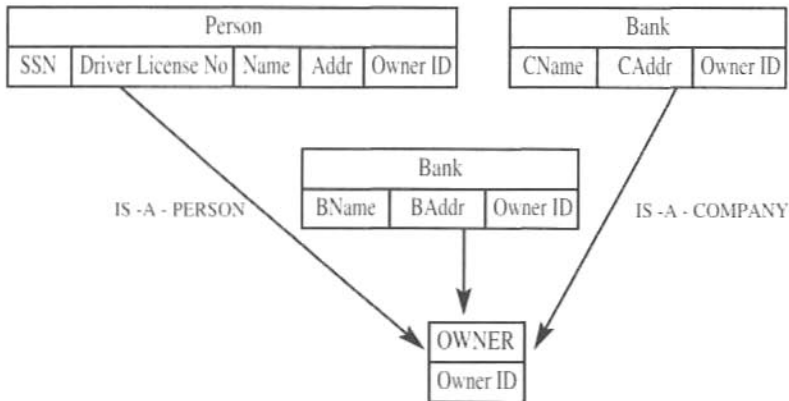 Person
SSN Driver License No Name Addr Owner ID
Bank
CName CAddr Owner ID
Bank
BName BAddr Owner ID
IS -A - PERSON
IS -A - COMPANY
OWNER
Owner ID